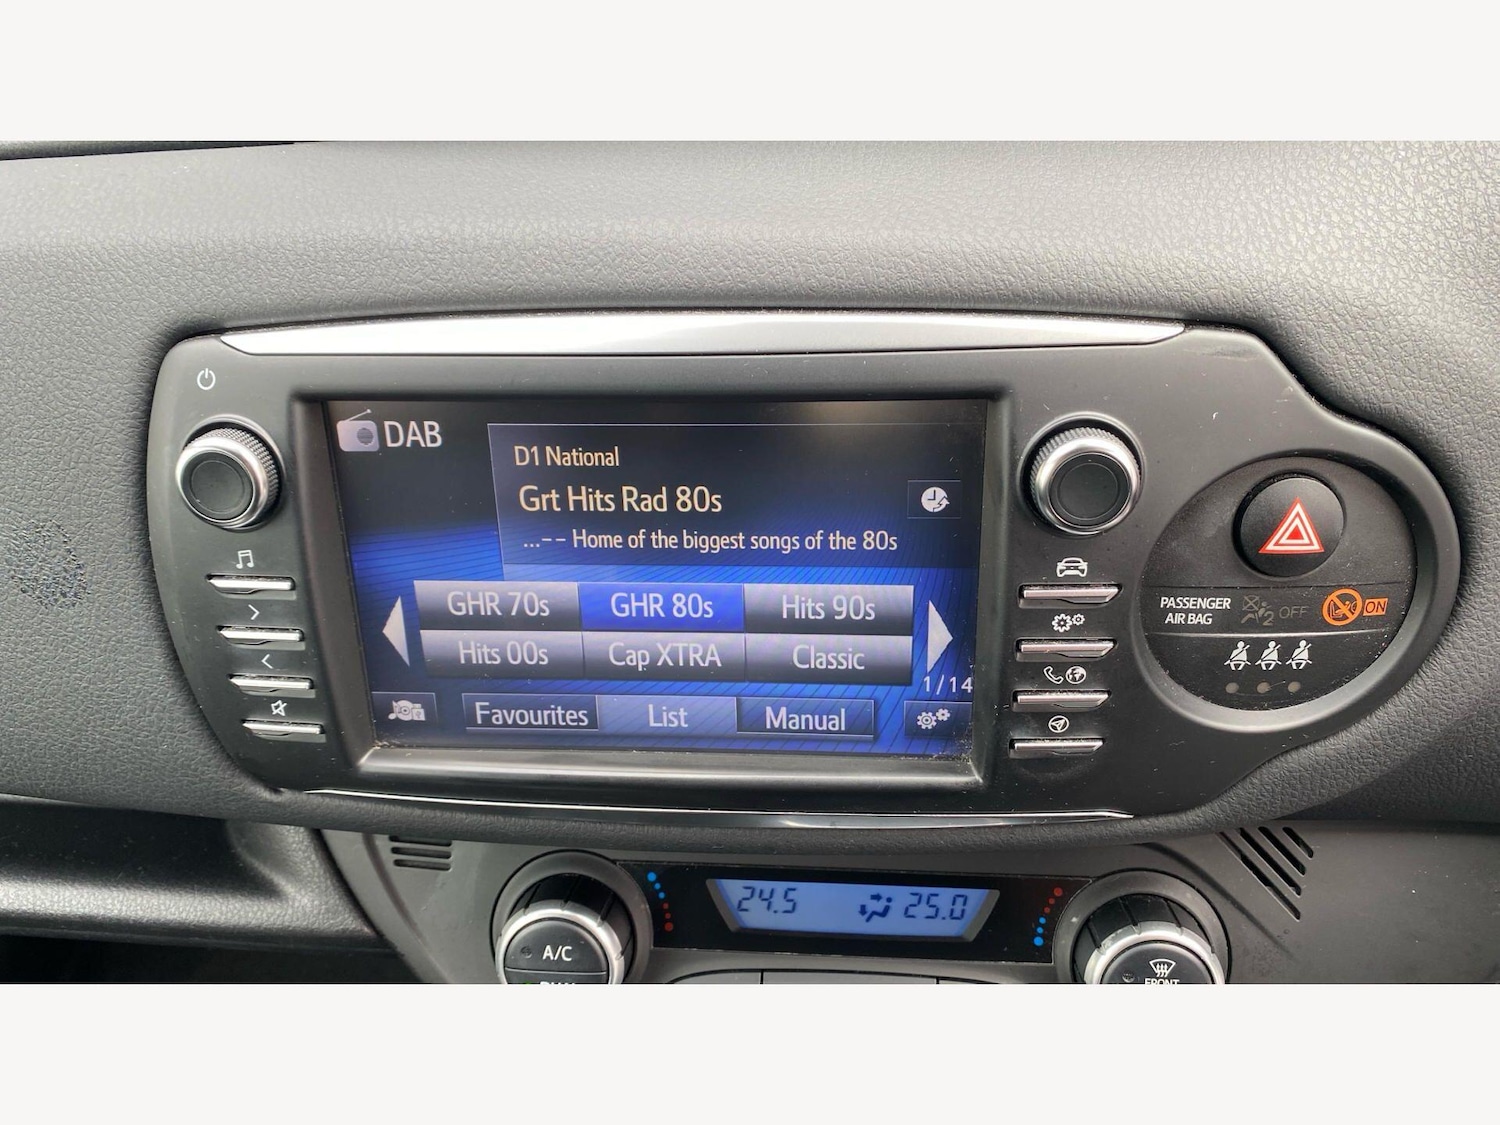 DAB
D1 National
Grt Hits Rad 80s
...-- Home of the biggest songs of the 80s
GHR 70s GHR 80s Hits 90s
Hits 00s Cap XTRA Classic
1/14
Favourites List Manual
PASSENGER
AIR BAG
2 OFF ON
24.5 25.0
A/C
FRONT